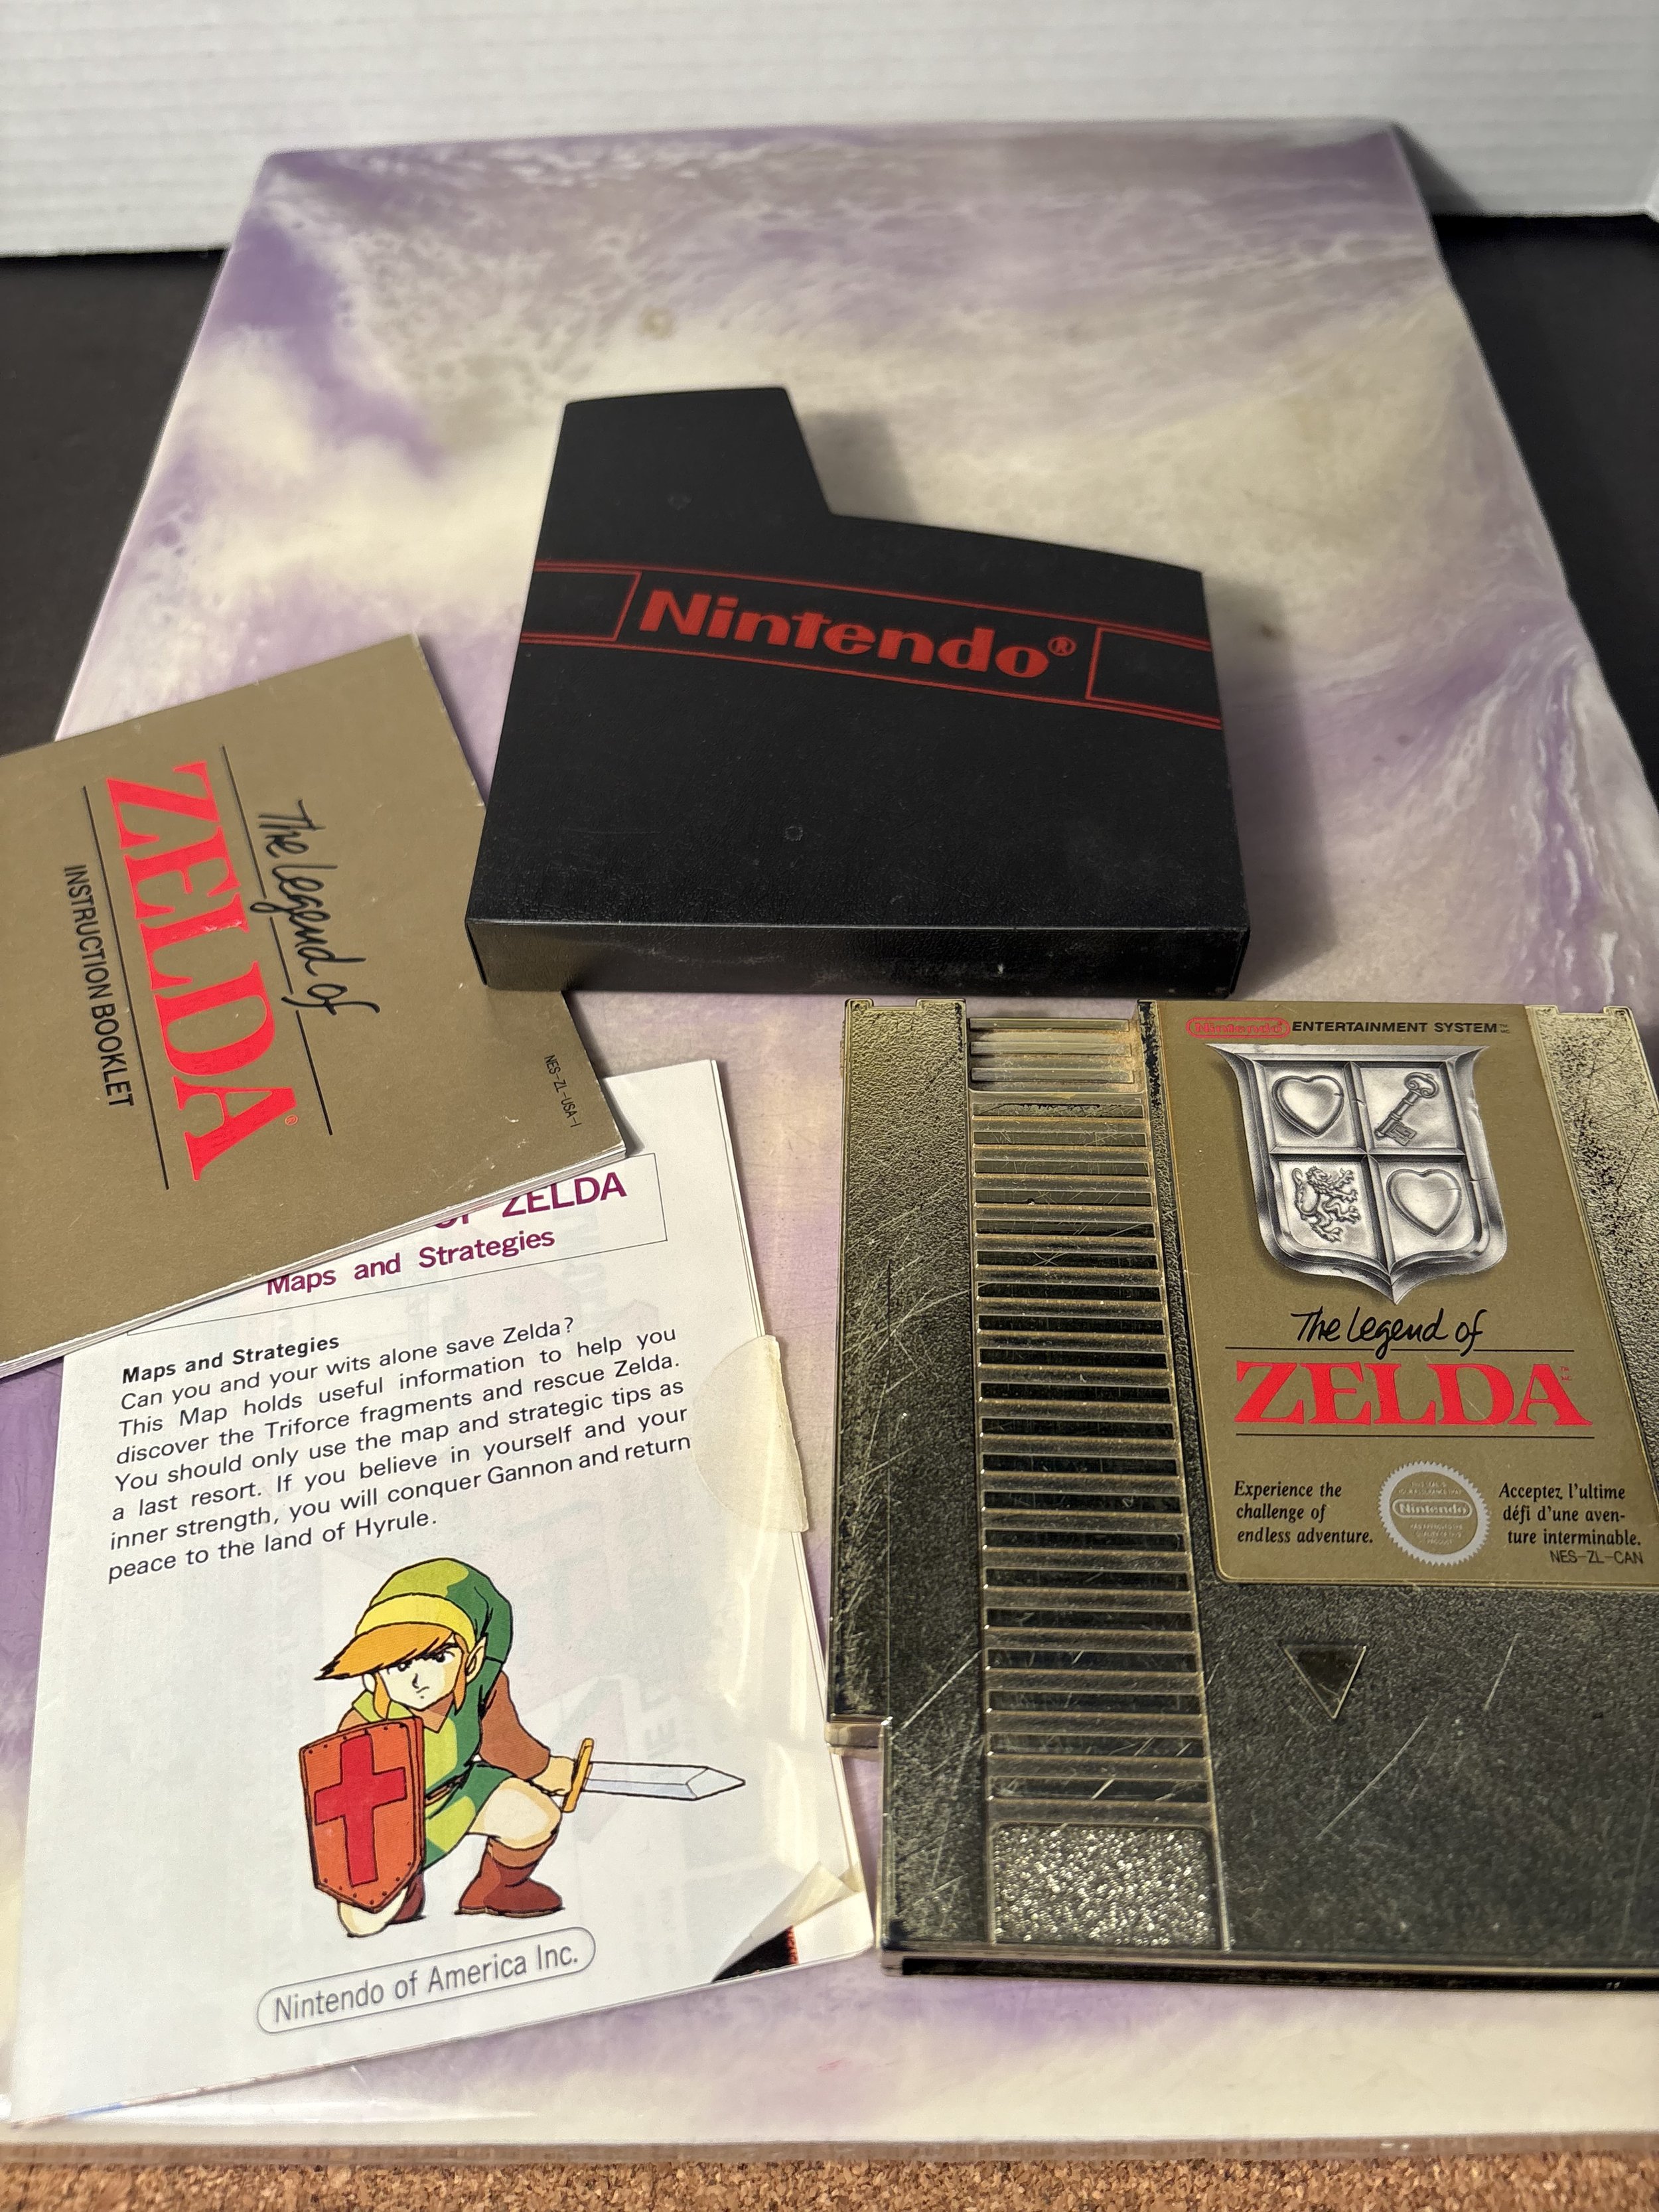 Nintendo®
The Legend of
ZELDA®
INSTRUCTION BOOKLET
NES-ZL-USA-1
OF ZELDA
Maps and Strategies
Maps and Strategies
Can you and your wits alone save Zelda?
This Map holds useful information to help you
discover the Triforce fragments and rescue Zelda.
You should only use the map and strategic tips as
a last resort. If you believe in yourself and your
inner strength, you will conquer Gannon and return
peace to the land of Hyrule.
Nintendo of America Inc.
Nintendo ENTERTAINMENT SYSTEM™
The Legend of
ZELDA™
Experience the
challenge of
endless adventure.
Nintendo
Acceptez l'ultime
défi d'une aven-
ture interminable.
NES-ZL-CAN